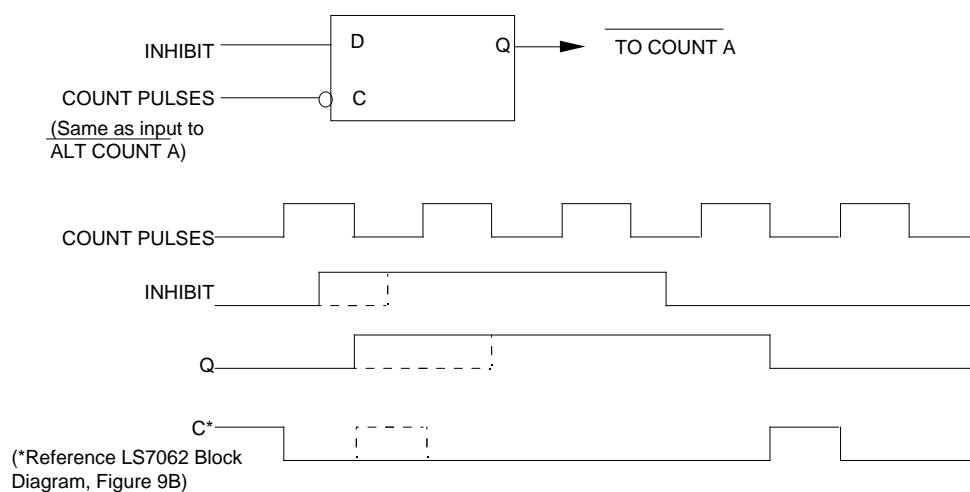 INHIBIT
D
Q
TO COUNT A
COUNT PULSES
C
(Same as input to
ALT COUNT A)
COUNT PULSES
INHIBIT
Q
C*
(*Reference LS7062 Block
Diagram, Figure 9B)